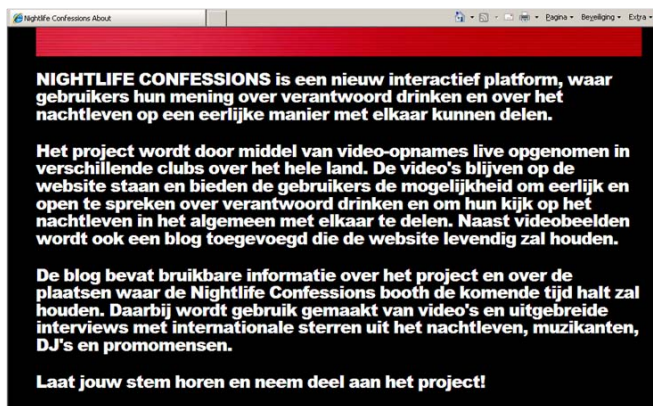 Nightlife Confessions About
Pagina
Beveiliging
Extra
NIGHTLIFE CONFESSIONS is een nieuw interactief platform, waar
gebruikers hun mening over verantwoord drinken en over het
nachtleven op een eerlijke manier met elkaar kunnen delen.
Het project wordt door middel van video-opnames live opgenomen in
verschillende clubs over het hele land. De video's blijven op de
website staan en bieden de gebruikers de mogelijkheid om eerlijk en
open te spreken over verantwoord drinken en om hun kijk op het
nachtleven in het algemeen met elkaar te delen. Naast videobeelden
wordt ook een blog toegevoegd die de website levendig zal houden.
De blog bevat bruikbare informatie over het project en over de
plaatsen waar de Nightlife Confessions booth de komende tijd halt zal
houden. Daarbij wordt gebruik gemaakt van video's en uitgebreide
interviews met internationale sterren uit het nachtleven, muzikanten,
DJ's en promomensen.
Laat jouw stem horen en neem deel aan het project!